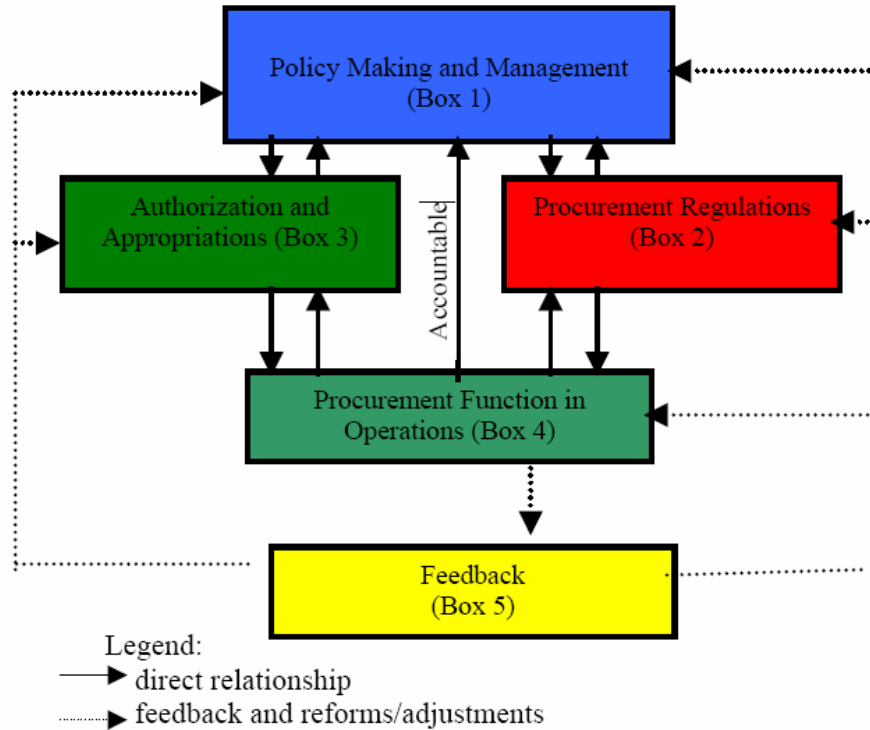 Policy Making and Management
(Box 1)
Authorization and
Appropriations (Box 3)
Accountable
Procurement Regulations
(Box 2)
Procurement Function in
Operations (Box 4)
Feedback
(Box 5)
Legend:
direct relationship
feedback and reforms/adjustments